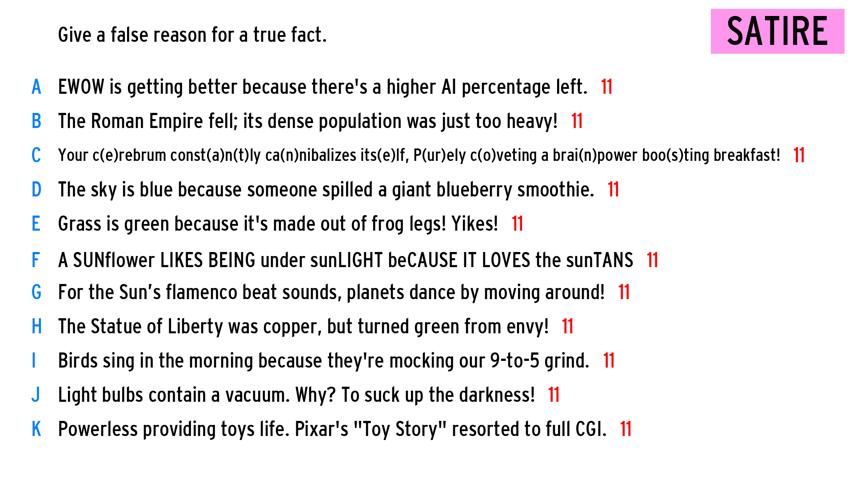 Give a false reason for a true fact.
SATIRE
A EWOW is getting better because there's a higher AI percentage left. 11
B The Roman Empire fell; its dense population was just too heavy! 11
C Your c(e)rebrum const(a)n(t)ly ca(n)nibalizes its(e)lf, P(ur)ely c(o)veting a brai(n)power boo(s)ting breakfast! 11
D The sky is blue because someone spilled a giant blueberry smoothie. 11
E Grass is green because it's made out of frog legs! Yikes! 11
F A SUNflower LIKES BEING under sunLIGHT beCAUSE IT LOVES the sunTANS 11
G For the Sun’s flamenco beat sounds, planets dance by moving around! 11
H The Statue of Liberty was copper, but turned green from envy! 11
I Birds sing in the morning because they're mocking our 9-to-5 grind. 11
J Light bulbs contain a vacuum. Why? To suck up the darkness! 11
K Powerless providing toys life. Pixar's "Toy Story" resorted to full CGI. 11